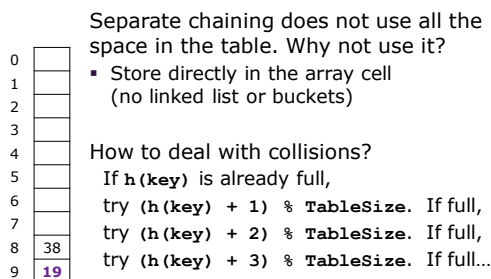 Separate chaining does not use all the
space in the table. Why not use it?
▪ Store directly in the array cell
(no linked list or buckets)
How to deal with collisions?
If h(key) is already full,
try (h(key) + 1) % TableSize. If full,
try (h(key) + 2) % TableSize. If full,
try (h(key) + 3) % TableSize. If full…
0
1
2
3
4
5
6
7
8 38
9 19